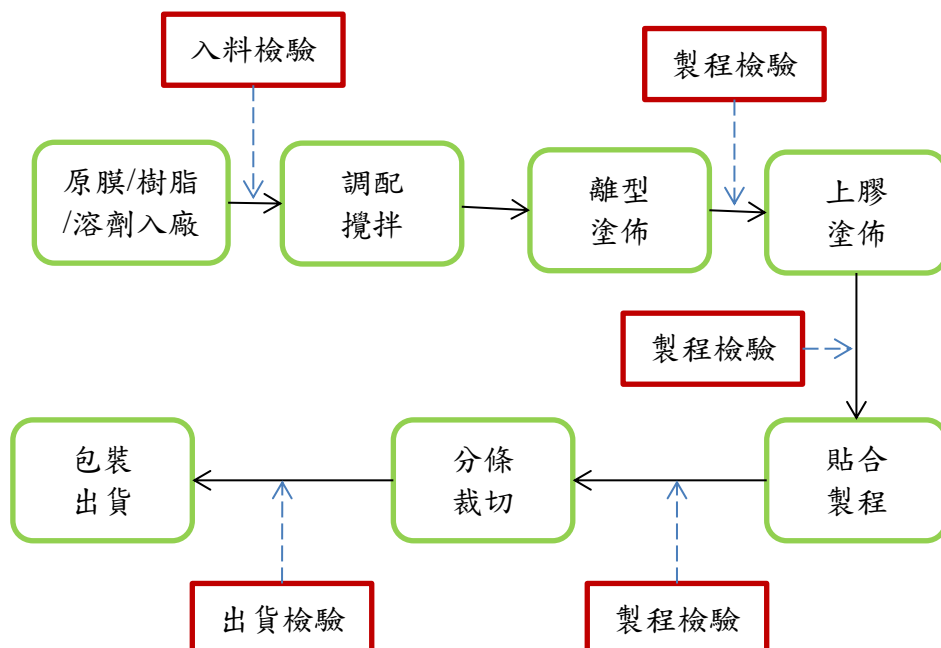 入料檢驗
製程檢驗
原膜/樹脂
/溶劑入廠
調配
攪拌
離型
塗佈
上膠
塗佈
製程檢驗
包裝
出貨
分條
裁切
貼合
製程
出貨檢驗
製程檢驗